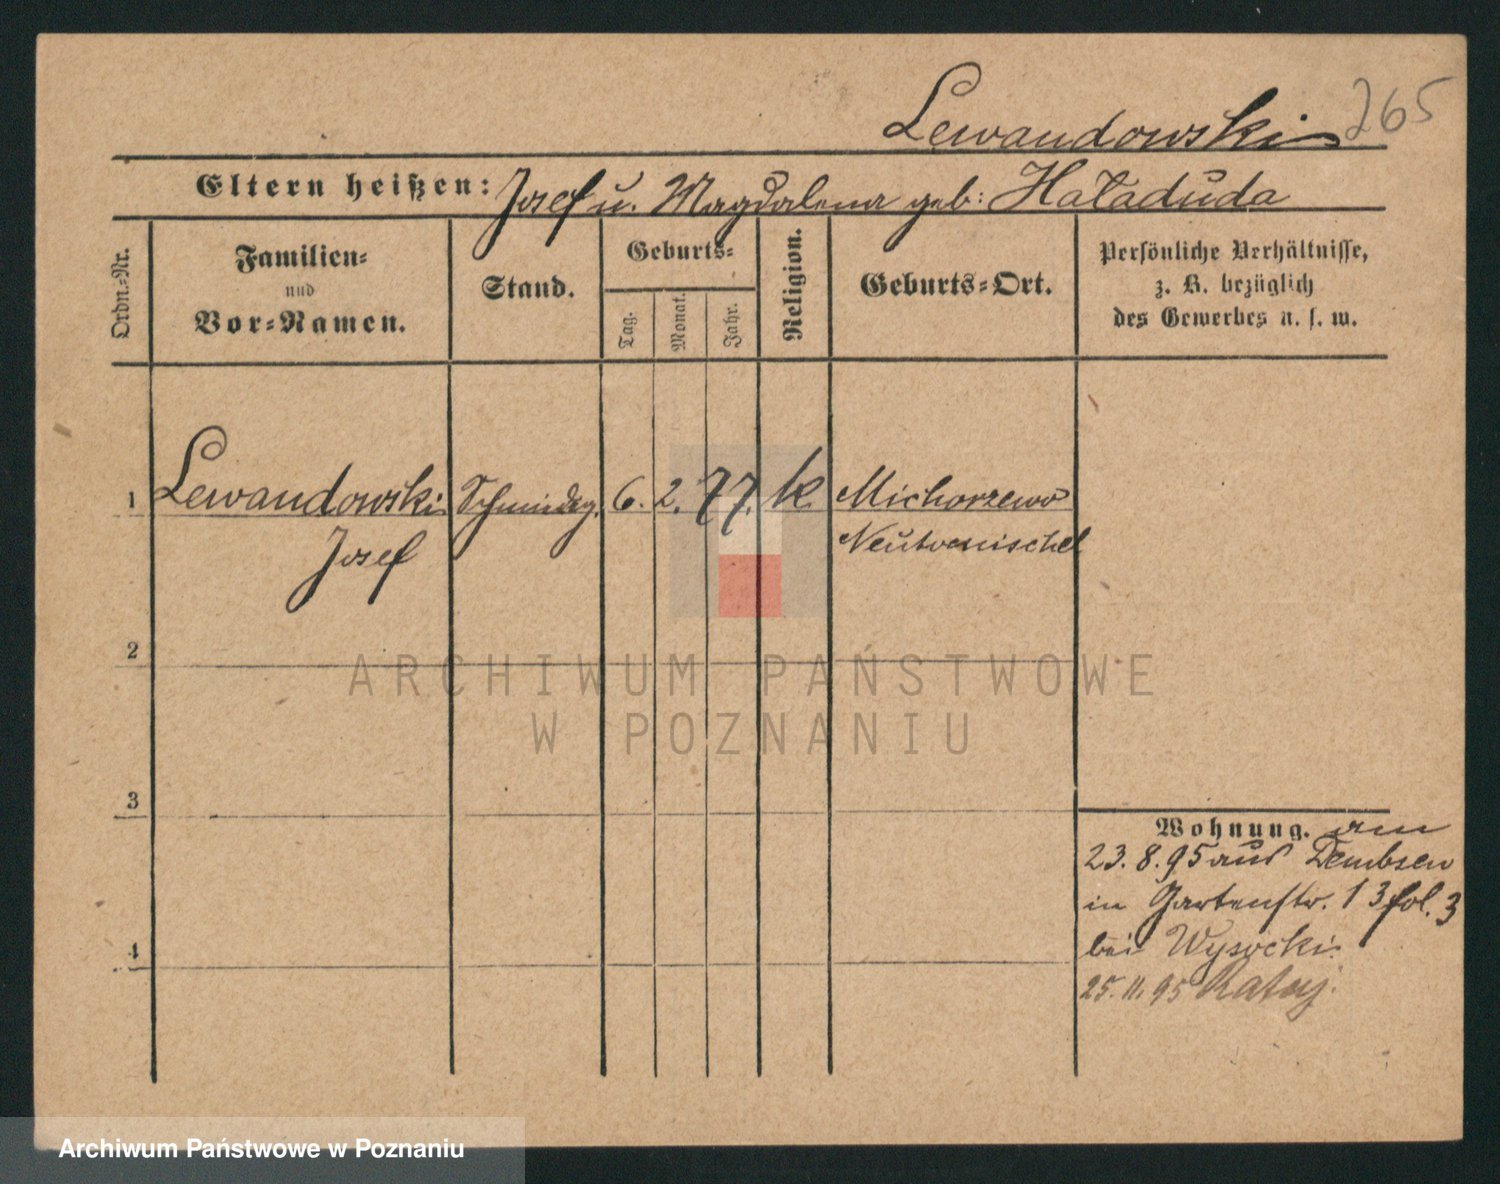 Lewandowski 265
Eltern heißen: Josef u. Magdalena geb: Haładuda
Ordn.-Nr.
Familien-
und
Vor-Namen.
Stand.
Geburts-
Tag.
Monat.
Jahr.
Religion.
Geburts-Ort.
Persönliche Verhältnisse,
z. B. bezüglich
des Gewerbes u. s. w.
1 Lewandowski Schmiedeg. 6. 2. 77. k Michorzewo
Josef Neutomischel
2
3
4
ARCHIWUM PAŃSTWOWE
W POZNANIU
Wohnung. am
23. 8. 95 aus Dembsen
in Gartenstr. 13 fol. 3
bei Wysocki.
25. 11. 95 Rataj.
Archiwum Państwowe w Poznaniu